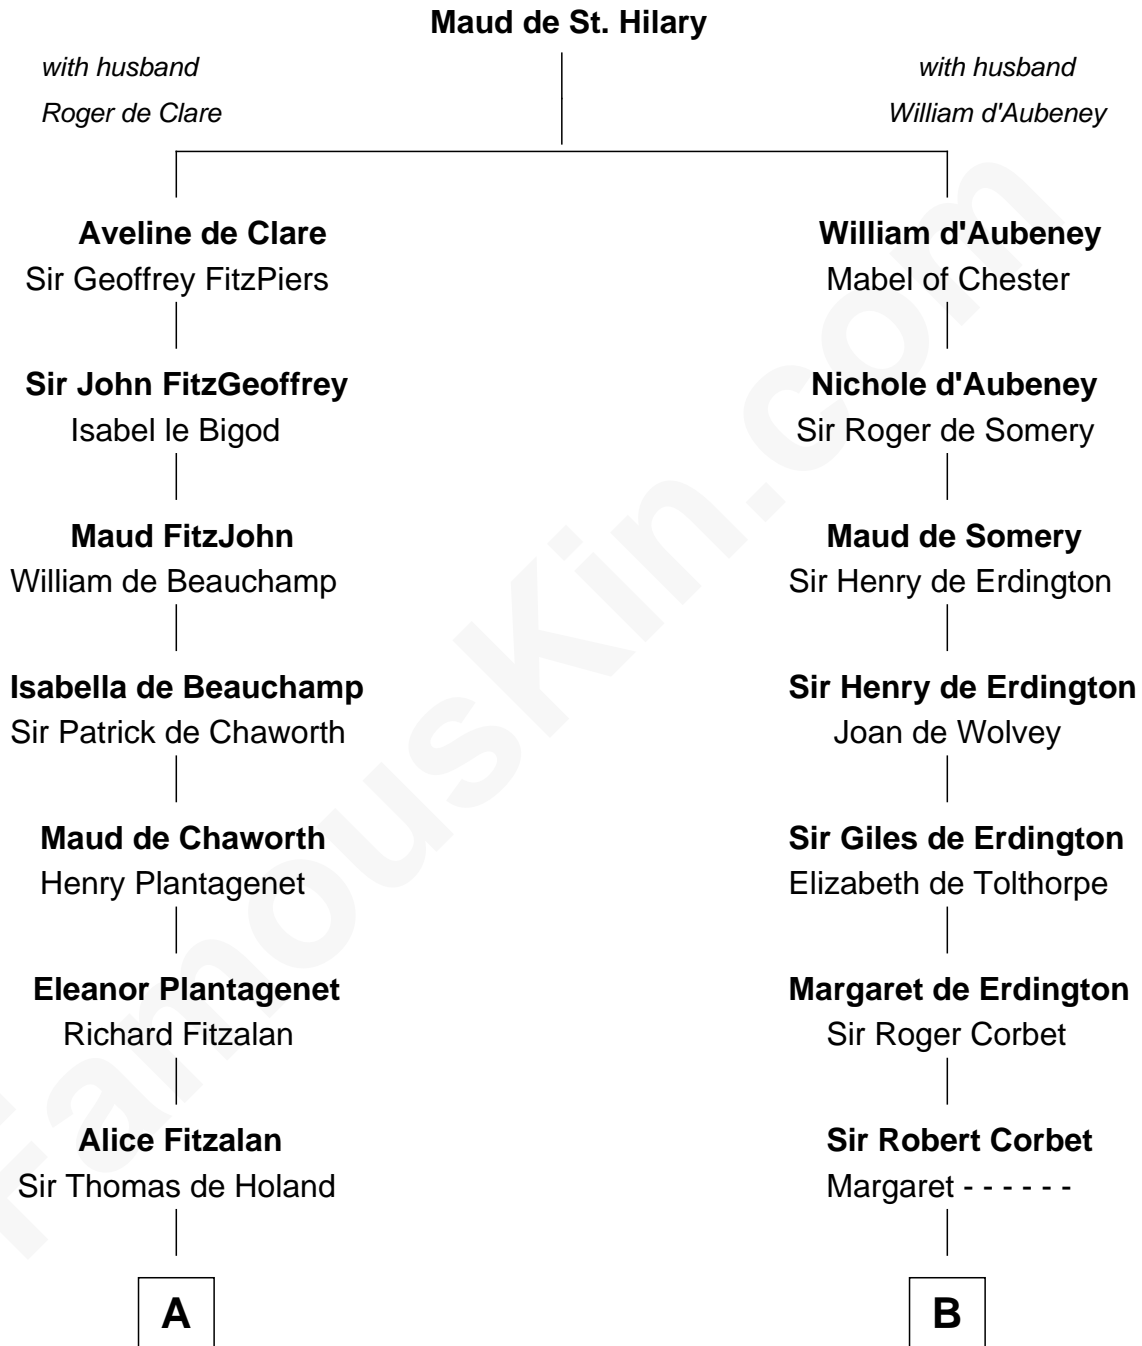 Maud de St. Hilary
with husband
Roger de Clare
with husband
William d'Aubeney
Aveline de Clare
Sir Geoffrey FitzPiers
William d'Aubeney
Mabel of Chester
Sir John FitzGeoffrey
Isabel le Bigod
Nichole d'Aubeney
Sir Roger de Somery
Maud FitzJohn
William de Beauchamp
Maud de Somery
Sir Henry de Erdington
Isabella de Beauchamp
Sir Patrick de Chaworth
Sir Henry de Erdington
Joan de Wolvey
Maud de Chaworth
Henry Plantagenet
Sir Giles de Erdington
Elizabeth de Tolthorpe
Eleanor Plantagenet
Richard Fitzalan
Margaret de Erdington
Sir Roger Corbet
Alice Fitzalan
Sir Thomas de Holand
Sir Robert Corbet
Margaret - - - - - -
A
B
FamousKin.com